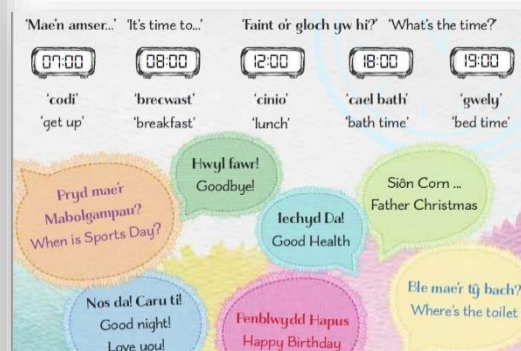 'Mae'n amser...' 'It's time to...' 'Faint o'r gloch yw hi?' 'What's the time?'
07:00 08:00 12:00 18:00 19:00
'codi' 'brecwast' 'cinio' 'cael bath' 'gwely'
'get up' 'breakfast' 'lunch' 'bath time' 'bed time'
Pryd mae'r
Mabolgampau?
When is Sports Day?
Hwyl fawr!
Goodbye!
Iechyd Da!
Good Health
Siôn Corn ...
Father Christmas
Nos da! Caru ti!
Good night!
Love you!
Penblwydd Hapus
Happy Birthday
Ble mae'r tŷ bach?
Where's the toilet